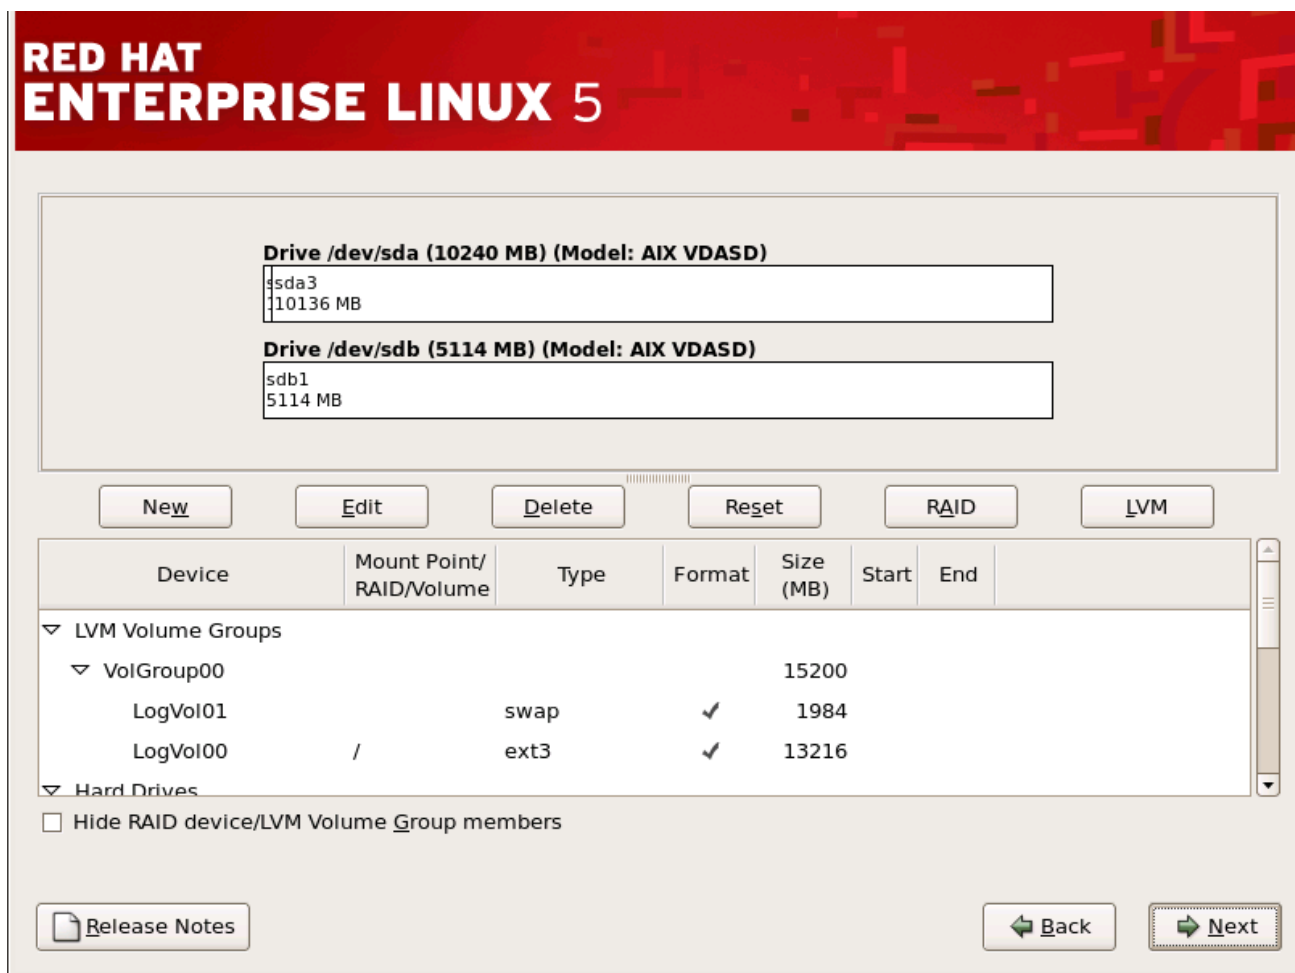 RED HAT
ENTERPRISE LINUX 5
Drive /dev/sda (10240 MB) (Model: AIX VDASD)
sda3
10136 MB
Drive /dev/sdb (5114 MB) (Model: AIX VDASD)
sdb1
5114 MB
New Edit Delete Reset RAID LVM
Device Mount Point/ RAID/Volume Type Format Size (MB) Start End
LVM Volume Groups
VolGroup00 15200
LogVol01 swap 1984
LogVol00 / ext3 13216
Hard Drives
Hide RAID device/LVM Volume Group members
Release Notes Back Next